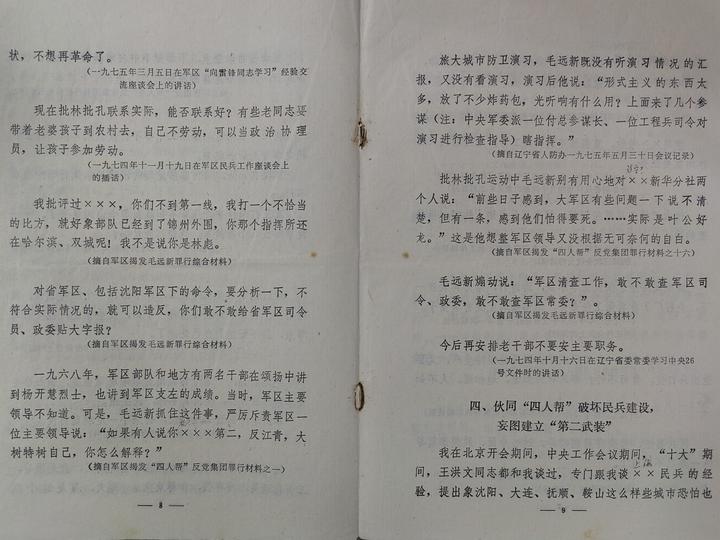 状，不想再革命了。
（一九七五年三月五日在军区“向雷锋同志学习”经验交
流座谈会上的讲话）
现在批林批孔联系实际，能否联系好？有些老同志要
带着老婆孩子到农村去，自己不劳动，可以当政治协理
员，让孩子参加劳动。
（一九七四年十一月十九日在军区民兵工作座谈会上
的插话）
我批评过×××，你们不到第一线，我打一个不恰当
的比方，就好象部队已经到了锦州外围，你那个指挥所还
在哈尔滨、双城呢！我不是说你是林彪。
（摘自军区揭发毛远新罪行综合材料）
对省军区、包括沈阳军区下的命令，要分析一下，不
符合实际情况的，就可以造反，你们敢不敢给省军区司令
员、政委贴大字报？
（摘自军区揭发毛远新罪行综合材料）
一九六八年，军区部队和地方有两名干部在颂扬中讲
到杨开慧烈士，也讲到军区支左的成绩。当时，军区主要
领导不知道。可是，毛远新抓住这件事，严厉斥责军区一
位主要领导说：“如果有人说你×××第二，反江青，大
树特树自己，你怎么解释？”
（摘自军区揭发“四人帮”反党集团罪行材料之一）
— 8 —
旅大城市防卫演习，毛远新既没有听演习情况的汇
报，又没有看演习，演习后他说：“形式主义的东西太
多，放了不少炸药包，光听响有什么用？上面来了几个参
谋（注：中央军委派一位付总参谋长、一位工程兵司令对
演习进行检查指导）瞎指挥。”
（摘自辽宁省人防办一九七五年五月三十日会议记录）
批林批孔运动中毛远新别有用心地对××新华分社两
个人说：“前些日子感到，大军区有些问题一下说不清
楚，但有一条，感到他们怕得要死。……实际是叶公好
龙。”这是他想整军区领导又没根据无可奈何的自白。
（摘自军区揭发“四人帮”反党集团罪行材料之十六）
毛远新煽动说：“军区清查工作，敢不敢查军区司
令、政委，敢不敢查军区常委？”。
（摘自军区揭发毛远新罪行综合材料）
今后再安排老干部不要安主要职务。
（一九七四年十月十六日在辽宁省委常委学习中央26
号文件时的讲话）
四、伙同“四人帮”破坏民兵建设，
妄图建立“第二武装”
我在北京开会期间，中央工作会议期间，“十大”期
上海
间，王洪文同志都和我谈过，专门跟我谈××民兵的经
验，提出象沈阳、大连、抚顺、鞍山这么样些城市恐怕也
— 9 —